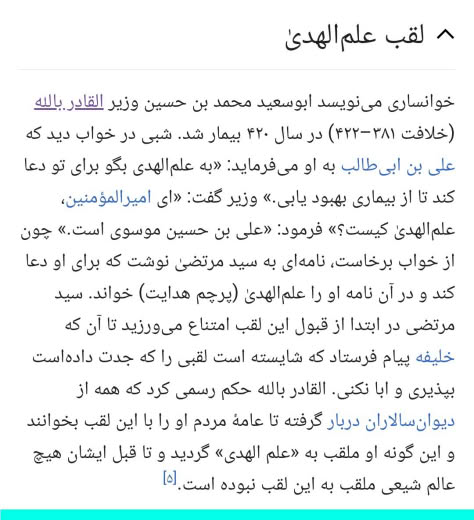 لقب علم‌الهدیٰ
خوانساری می‌نویسد ابوسعید محمد بن حسین وزیر القادر بالله
(خلافت ۳۸۱–۴۲۲) در سال ۴۲۰ بیمار شد. شبی در خواب دید که
علی بن ابی‌طالب به او می‌فرماید: «به علم‌الهدی بگو برای تو دعا
کند تا از بیماری بهبود یابی.» وزیر گفت: «ای امیرالمؤمنین،
علم‌الهدیٰ کیست؟» فرمود: «علی بن حسین موسوی است.» چون
از خواب برخاست، نامه‌ای به سید مرتضیٰ نوشت که برای او دعا
کند و در آن نامه او را علم‌الهدیٰ (پرچم هدایت) خواند. سید
مرتضی در ابتدا از قبول این لقب امتناع می‌ورزید تا آن که
خلیفه پیام فرستاد که شایسته است لقبی را که جدت داده‌است
بپذیری و ابا نکنی. القادر بالله حکم رسمی کرد که همه از
دیوان‌سالاران دربار گرفته تا عامهٔ مردم او را با این لقب بخوانند
و این گونه او ملقب به «علم الهدی» گردید و تا قبل ایشان هیچ
عالم شیعی ملقب به این لقب نبوده است.[۵]